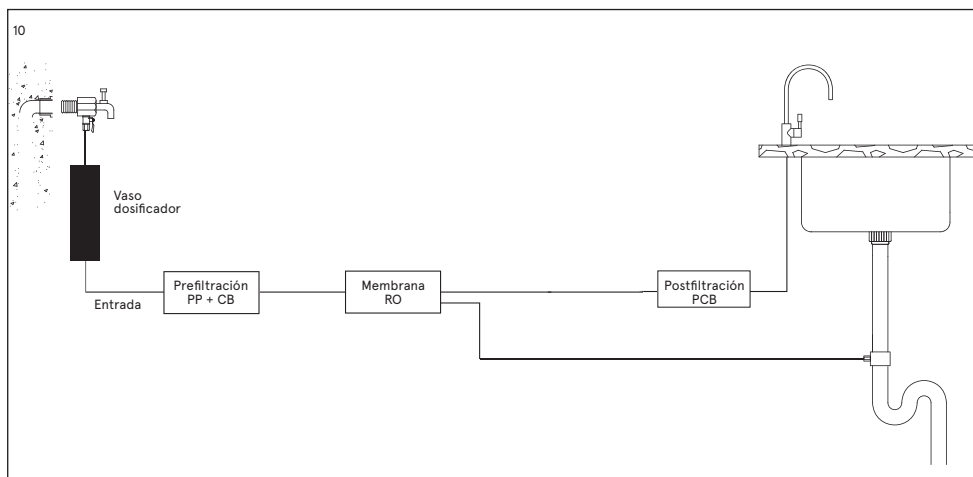 10
Vaso
dosificador
Entrada
Prefiltración
PP + CB
Membrana
RO
Postfiltración
PCB